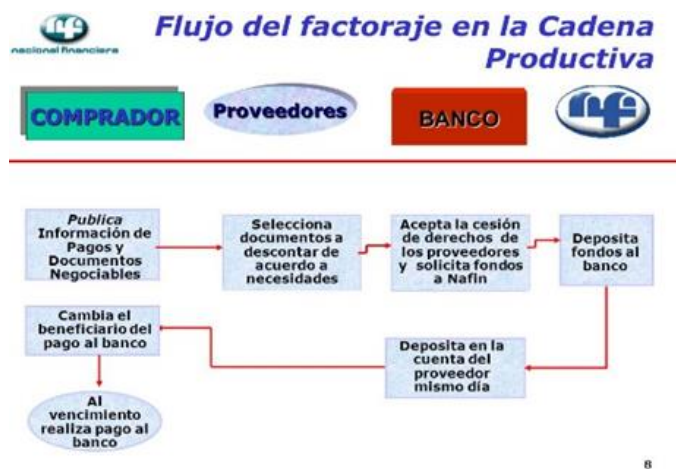 nacional financiera
Flujo del factoraje en la Cadena
Productiva
COMPRADOR
Proveedores
BANCO
nf
Publica
Información de
Pagos y
Documentos
Negociables
Selecciona
documentos a
descontar de
acuerdo a
necesidades
Acepta la cesión
de derechos de
los proveedores
y solicita fondos
a Nafin
Deposita
fondos al
banco
Cambia el
beneficiario del
pago al banco
Deposita en la
cuenta del
proveedor
mismo día
Al
vencimiento
realiza pago al
banco
8